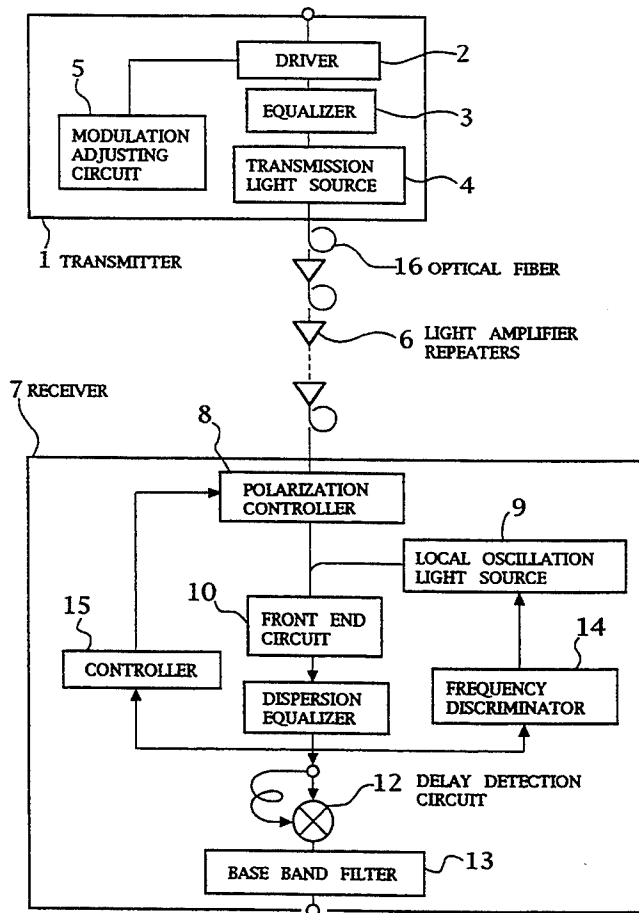 DRIVER
2
5
EQUALIZER
3
MODULATION
ADJUSTING
CIRCUIT
TRANSMISSION
LIGHT SOURCE
4
1 TRANSMITTER
16 OPTICAL FIBER
6 LIGHT AMPLIFIER
REPEATERS
7 RECEIVER
8
POLARIZATION
CONTROLLER
9
LOCAL OSCILLATION
LIGHT SOURCE
10
FRONT END
CIRCUIT
15
CONTROLLER
14
FREQUENCY
DISCRIMINATOR
DISPERSION
EQUALIZER
12 DELAY DETECTION
CIRCUIT
BASE BAND FILTER
13